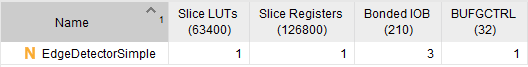 Name 1 Slice LUTs (63400) Slice Registers (126800) Bonded IOB (210) BUFGCTRL (32)
N EdgeDetectorSimple 1 1 3 1